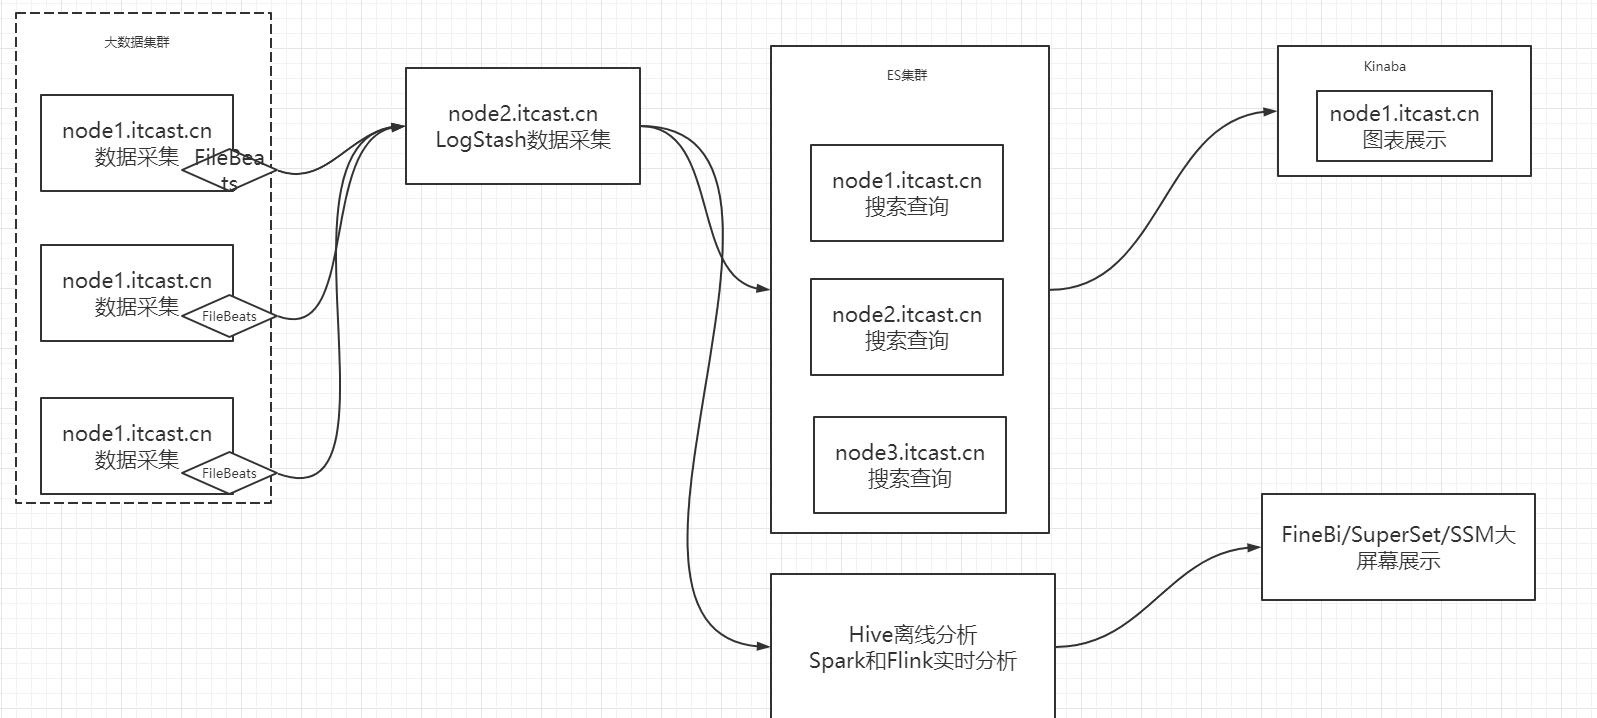 大数据集群
node1.itcast.cn
数据采集
FileBea
ts
node1.itcast.cn
数据采集
FileBeats
node1.itcast.cn
数据采集
FileBeats
node2.itcast.cn
LogStash数据采集
ES集群
node1.itcast.cn
搜索查询
node2.itcast.cn
搜索查询
node3.itcast.cn
搜索查询
Kinaba
node1.itcast.cn
图表展示
Hive离线分析
Spark和Flink实时分析
FineBi/SuperSet/SSM大
屏幕展示